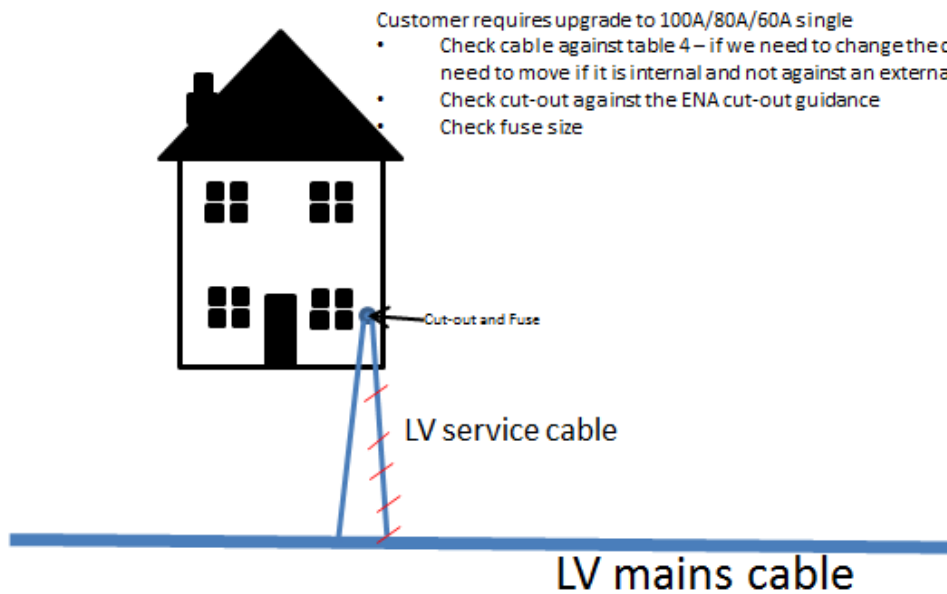 Customer requires upgrade to 100A/80A/60A single
• Check cable against table 4 – if we need to change the
need to move if it is internal and not against an external
• Check cut-out against the ENA cut-out guidance
• Check fuse size
Cut-out and Fuse
LV service cable
LV mains cable